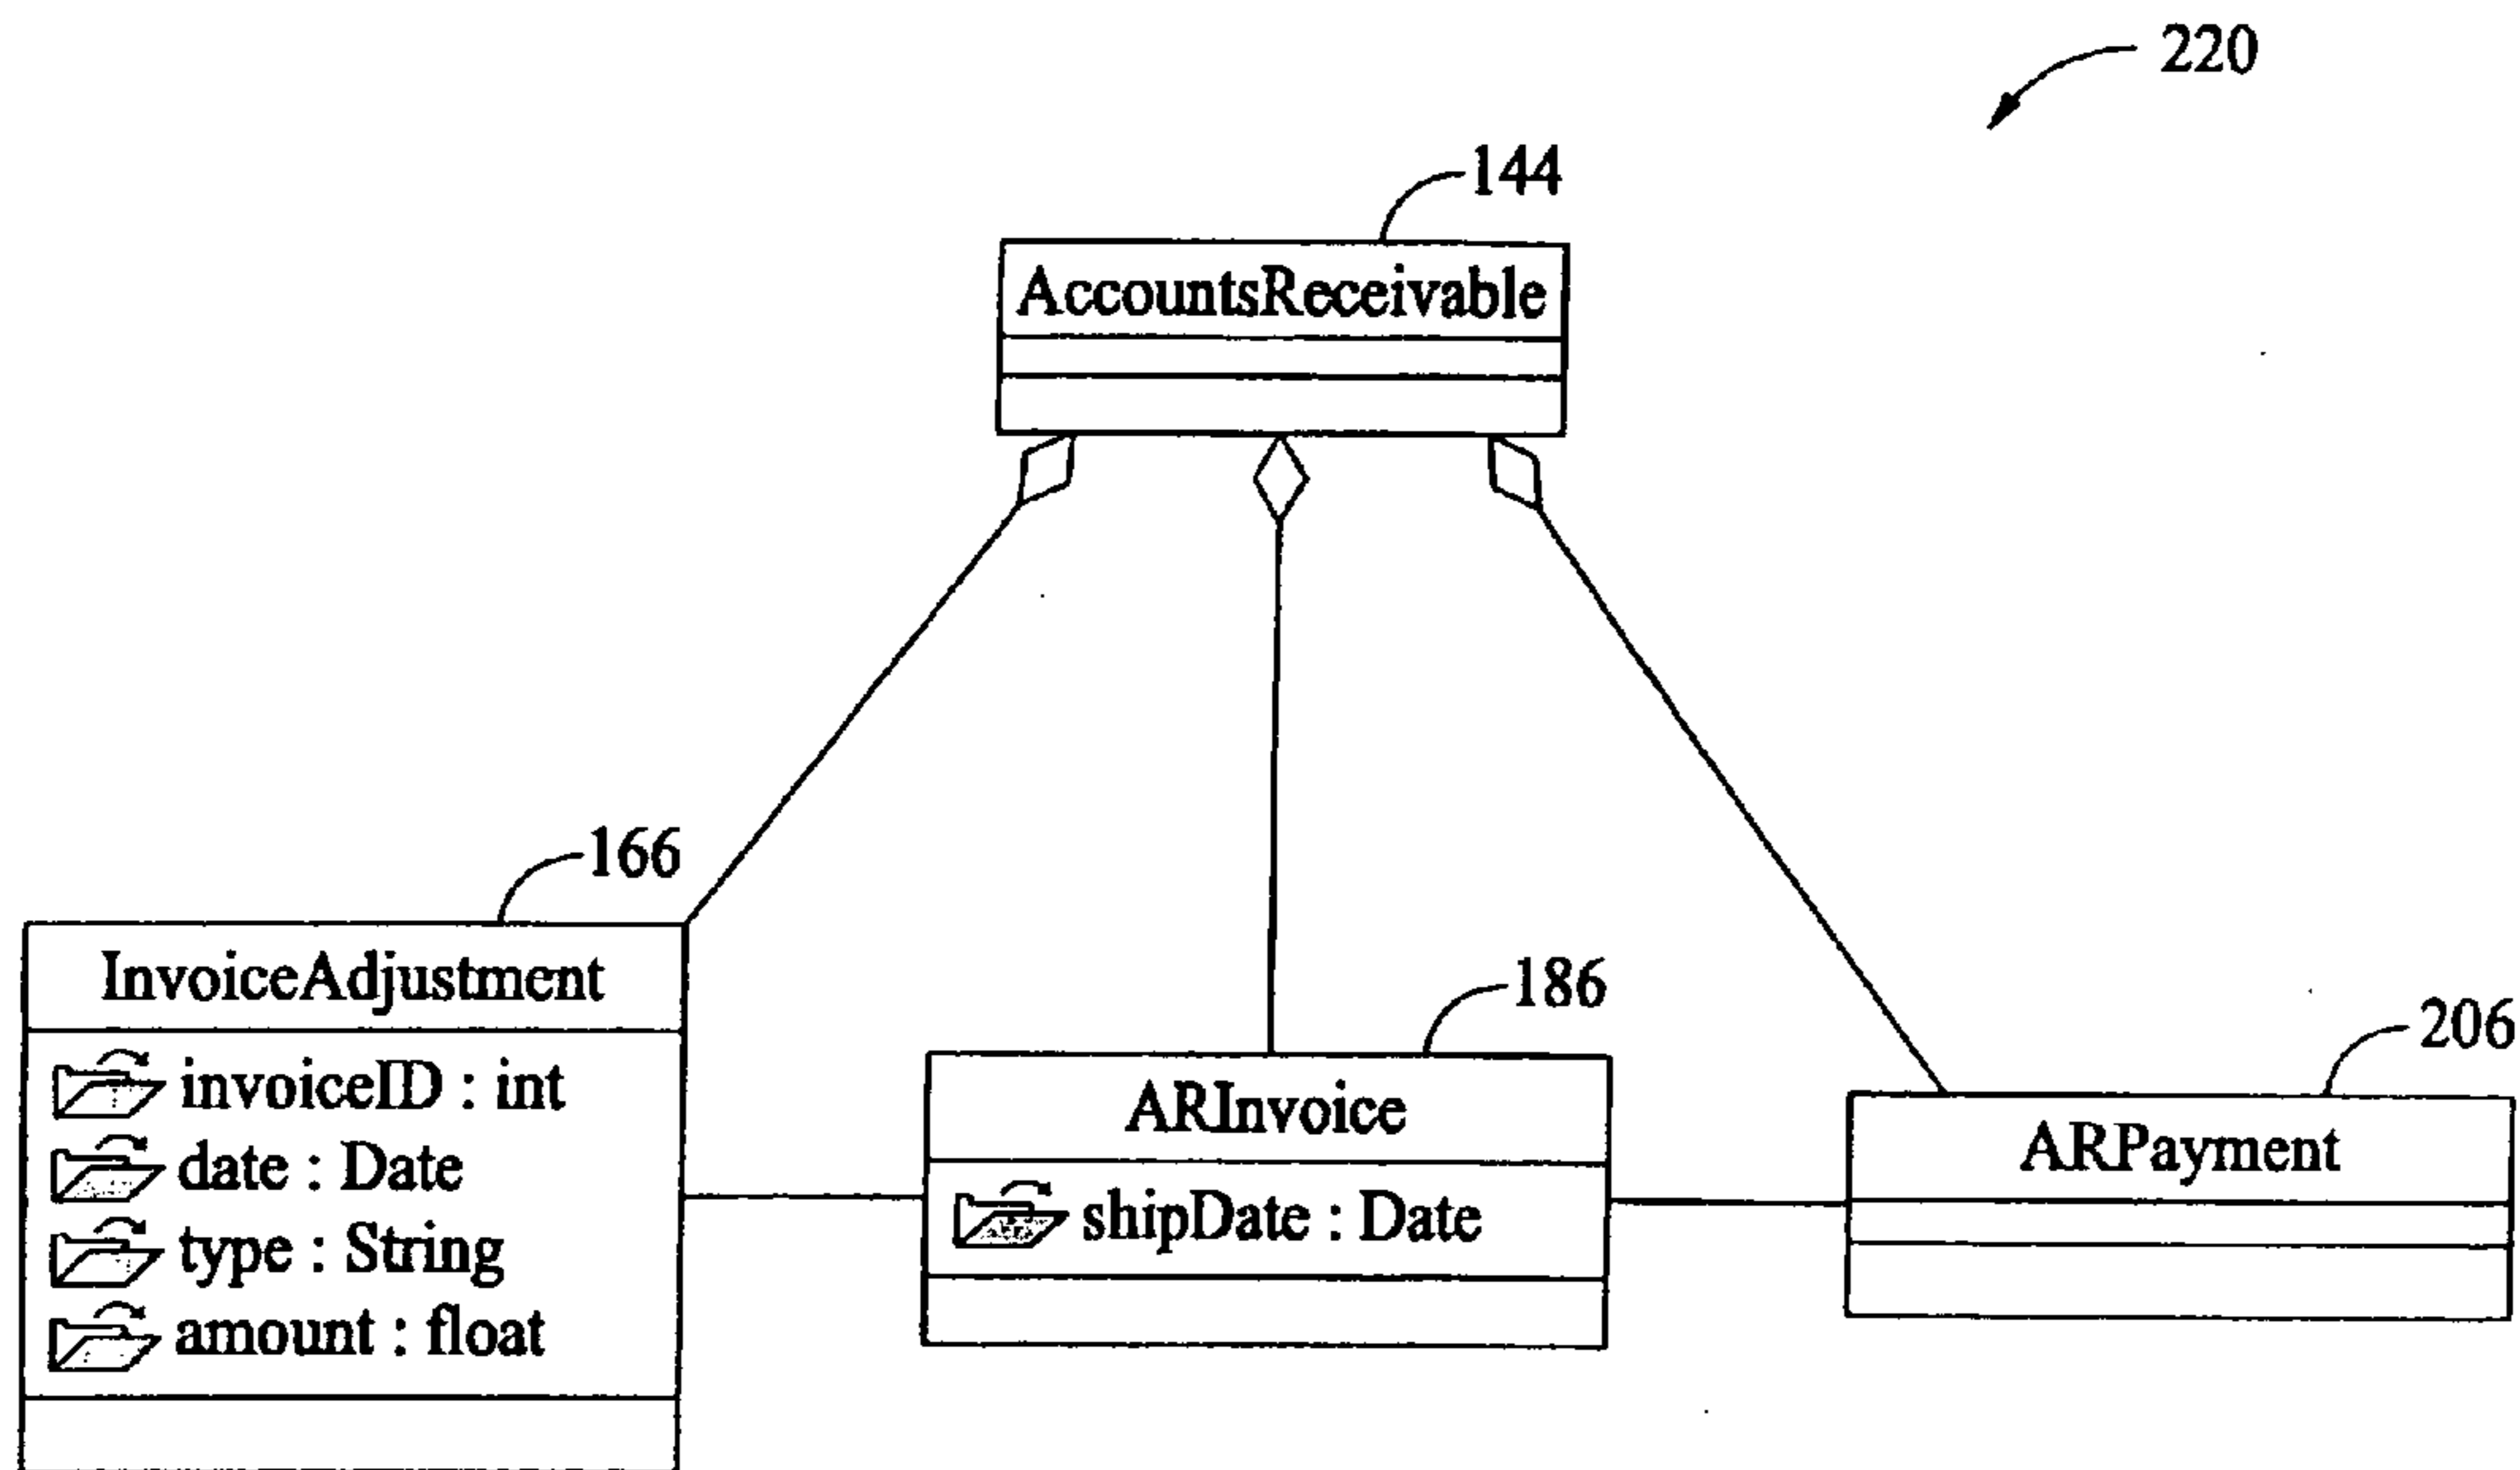 220
144
AccountsReceivable
166
InvoiceAdjustment
invoiceID : int
date : Date
type : String
amount : float
186
ARInvoice
shipDate : Date
206
ARPayment